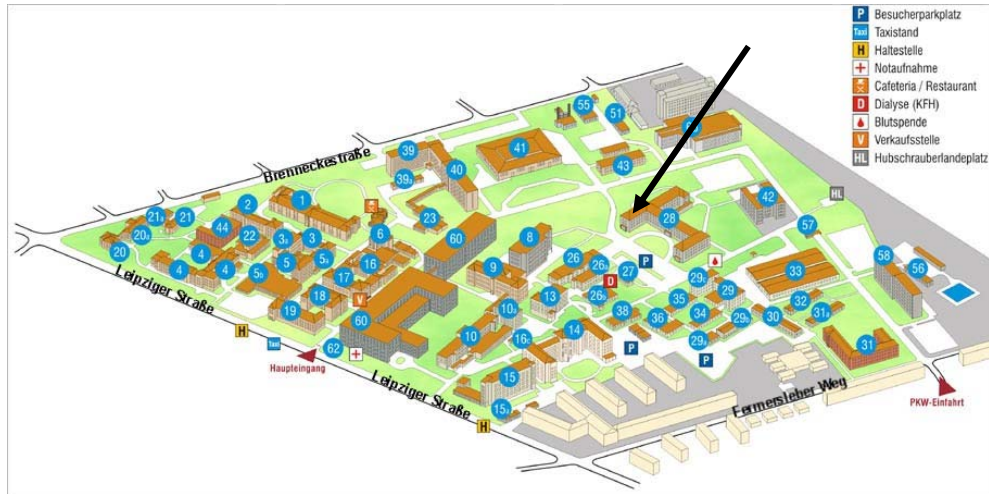 P Besucherparkplatz
Taxi Taxistand
H Haltestelle
Notaufnahme
Cafeteria / Restaurant
D Dialyse (KFH)
Blutspende
V Verkaufsstelle
HL Hubschrauberlandeplatz
55
51
39
41
Brenneckestraße
40
43
39a
HL
1
42
2
28
21a
21
23
57
44
6
20a
22
3a
3
60
8
20
4
5a
16
26
P
58
56
4
4
5b
5
17
9
27
29c
33
D
18
V
13
35
29
19
60
10a
38
36
34
32
H
14
30
31a
Taxi
10
16c
P
29a
31
62
P
Haupteingang
Leipziger Straße
15
Fermersleber Weg
PKW-Einfahrt
Leipziger Straße
H